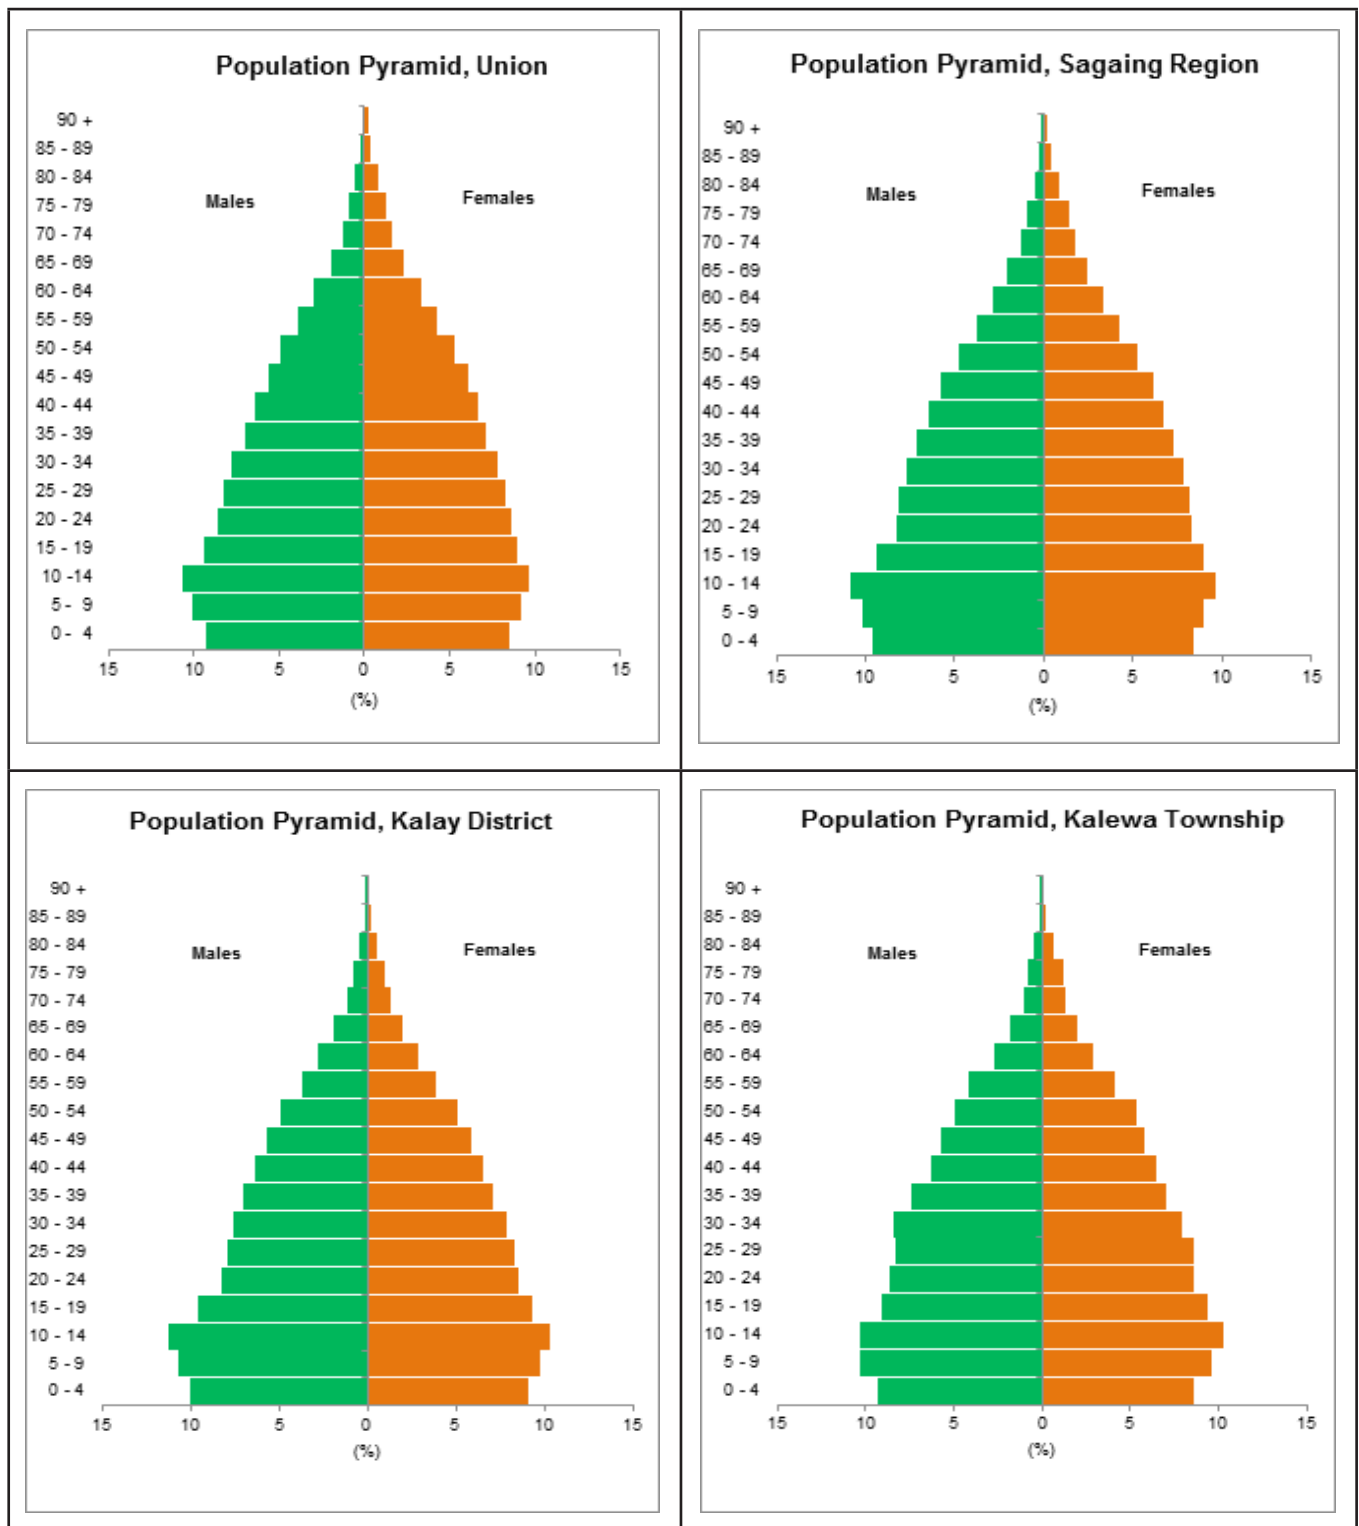 Population Pyramid, Union
90 +
85 - 89
80 - 84
75 - 79
70 - 74
65 - 69
60 - 64
55 - 59
50 - 54
45 - 49
40 - 44
35 - 39
30 - 34
25 - 29
20 - 24
15 - 19
10 -14
5 - 9
0 - 4
Males
Females
15 10 5 0 5 10 15
(%)
Population Pyramid, Sagaing Region
90 +
85 - 89
80 - 84
75 - 79
70 - 74
65 - 69
60 - 64
55 - 59
50 - 54
45 - 49
40 - 44
35 - 39
30 - 34
25 - 29
20 - 24
15 - 19
10 - 14
5 - 9
0 - 4
Males
Females
15 10 5 0 5 10 15
(%)
Population Pyramid, Kalay District
90 +
85 - 89
80 - 84
75 - 79
70 - 74
65 - 69
60 - 64
55 - 59
50 - 54
45 - 49
40 - 44
35 - 39
30 - 34
25 - 29
20 - 24
15 - 19
10 - 14
5 - 9
0 - 4
Males
Females
15 10 5 0 5 10 15
(%)
Population Pyramid, Kalewa Township
90 +
85 - 89
80 - 84
75 - 79
70 - 74
65 - 69
60 - 64
55 - 59
50 - 54
45 - 49
40 - 44
35 - 39
30 - 34
25 - 29
20 - 24
15 - 19
10 - 14
5 - 9
0 - 4
Males
Females
15 10 5 0 5 10 15
(%)